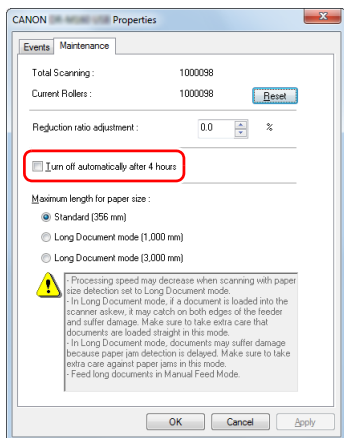 CANON Properties
Events Maintenance
Total Scanning : 1000098
Current Rollers : 1000098 Reset
Reduction ratio adjustment : 0.0 %
Turn off automatically after 4 hours
Maximum length for paper size :
Standard (356 mm)
Long Document mode (1,000 mm)
Long Document mode (3,000 mm)
- Processing speed may decrease when scanning with paper
size detection set to Long Document mode.
- In Long Document mode, if a document is loaded into the
scanner askew, it may catch on both edges of the feeder
and suffer damage. Make sure to take extra care that
documents are loaded straight in this mode.
- In Long Document mode, documents may suffer damage
because paper jam detection is delayed. Make sure to take
extra care against paper jams in this mode.
- Feed long documents in Manual Feed Mode.
OK Cancel Apply